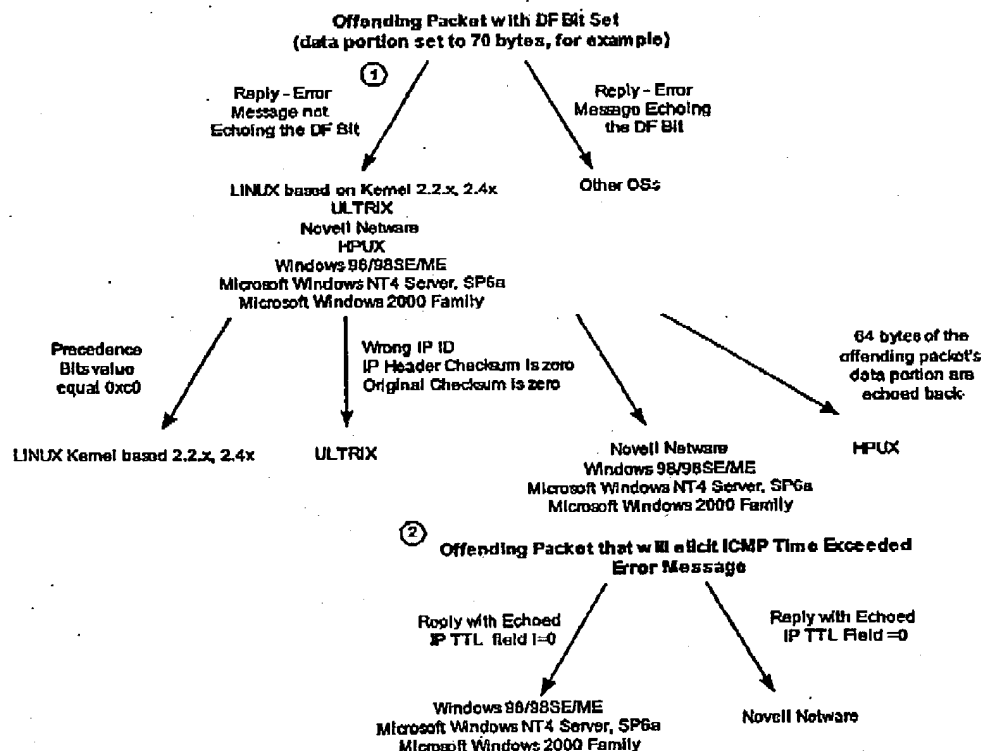 Offending Packet with DF Bit Set
(data portion set to 70 bytes, for example)
1
Reply - Error
Message not
Echoing the DF Bit
Reply - Error
Message Echoing
the DF Bit
LINUX based on Kernel 2.2.x, 2.4x
ULTRIX
Novell Netware
HPUX
Windows 98/98SE/ME
Microsoft Windows NT4 Server, SP6a
Microsoft Windows 2000 Family
Other OSs
Precedence
Bits value
equal 0xc0
Wrong IP ID
IP Header Checksum is zero
Original Checksum is zero
64 bytes of the
offending packet's
data portion are
echoed back
LINUX Kernel based 2.2.x, 2.4x
ULTRIX
Novell Netware
Windows 98/98SE/ME
Microsoft Windows NT4 Server, SP6a
Microsoft Windows 2000 Family
HPUX
2
Offending Packet that will elicit ICMP Time Exceeded
Error Message
Reply with Echoed
IP TTL field !=0
Reply with Echoed
IP TTL Field =0
Windows 98/98SE/ME
Microsoft Windows NT4 Server, SP6a
Microsoft Windows 2000 Family
Novell Netware